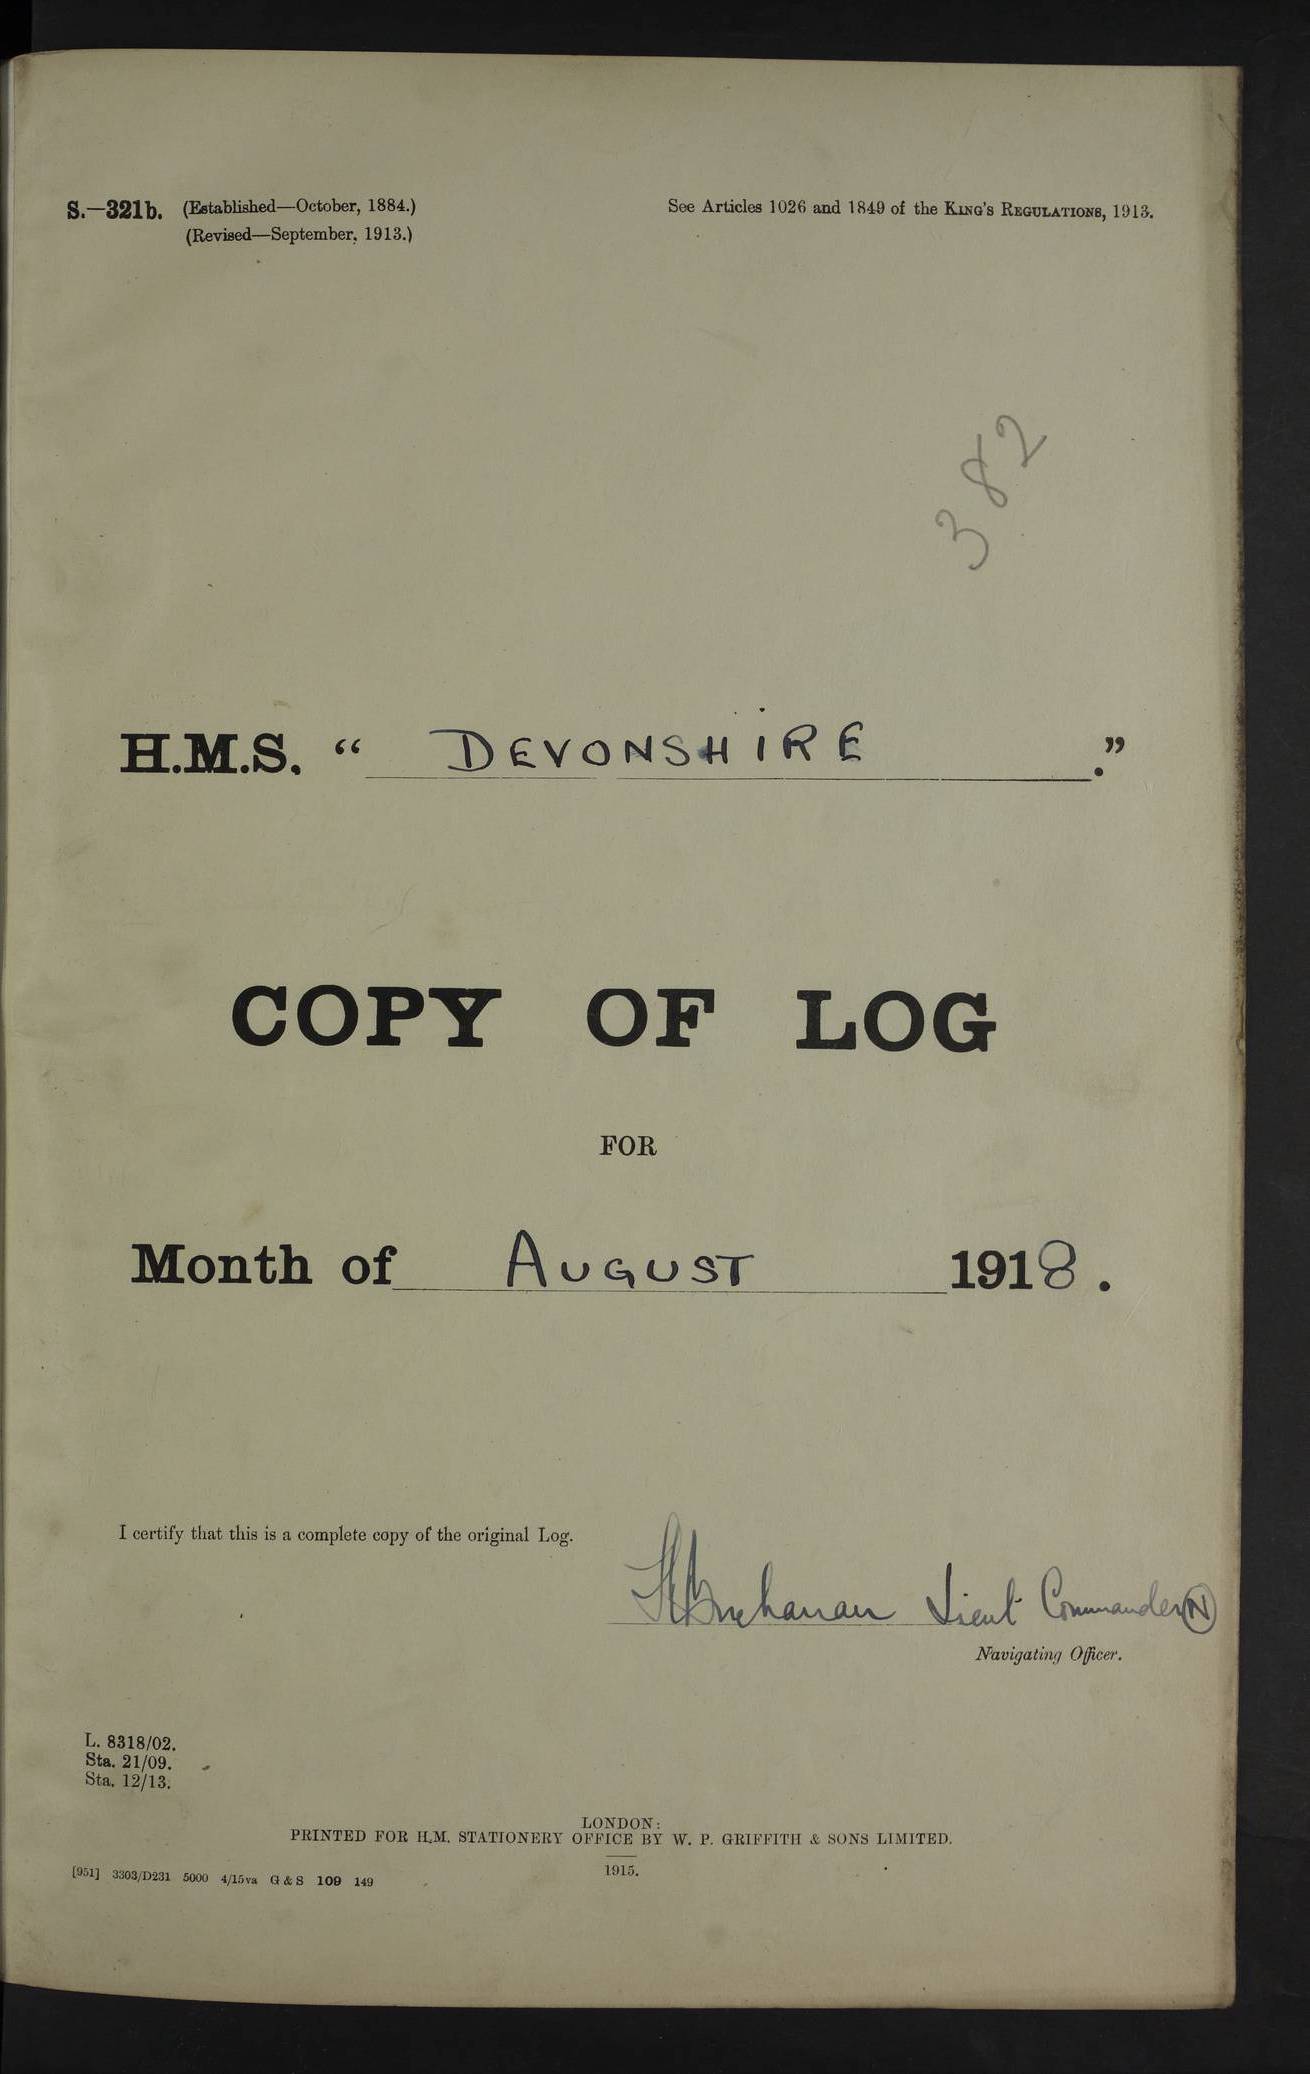 S.—321b. (Established—October, 1884.)
(Revised—September, 1913.)
See Articles 1026 and 1849 of the KING'S REGULATIONS, 1913.
382
H.M.S. “ DEVONSHIRE .”
COPY OF LOG
FOR
Month of AUGUST 1918.
I certify that this is a complete copy of the original Log.
Buchanan Lieut Commander (N)
Navigating Officer.
L. 8318/02.
Sta. 21/09.
Sta. 12/13.
LONDON:
PRINTED FOR H.M. STATIONERY OFFICE BY W. P. GRIFFITH & SONS LIMITED.
1915.
[951] 3303/D231 5000 4/15va G & S 109 149